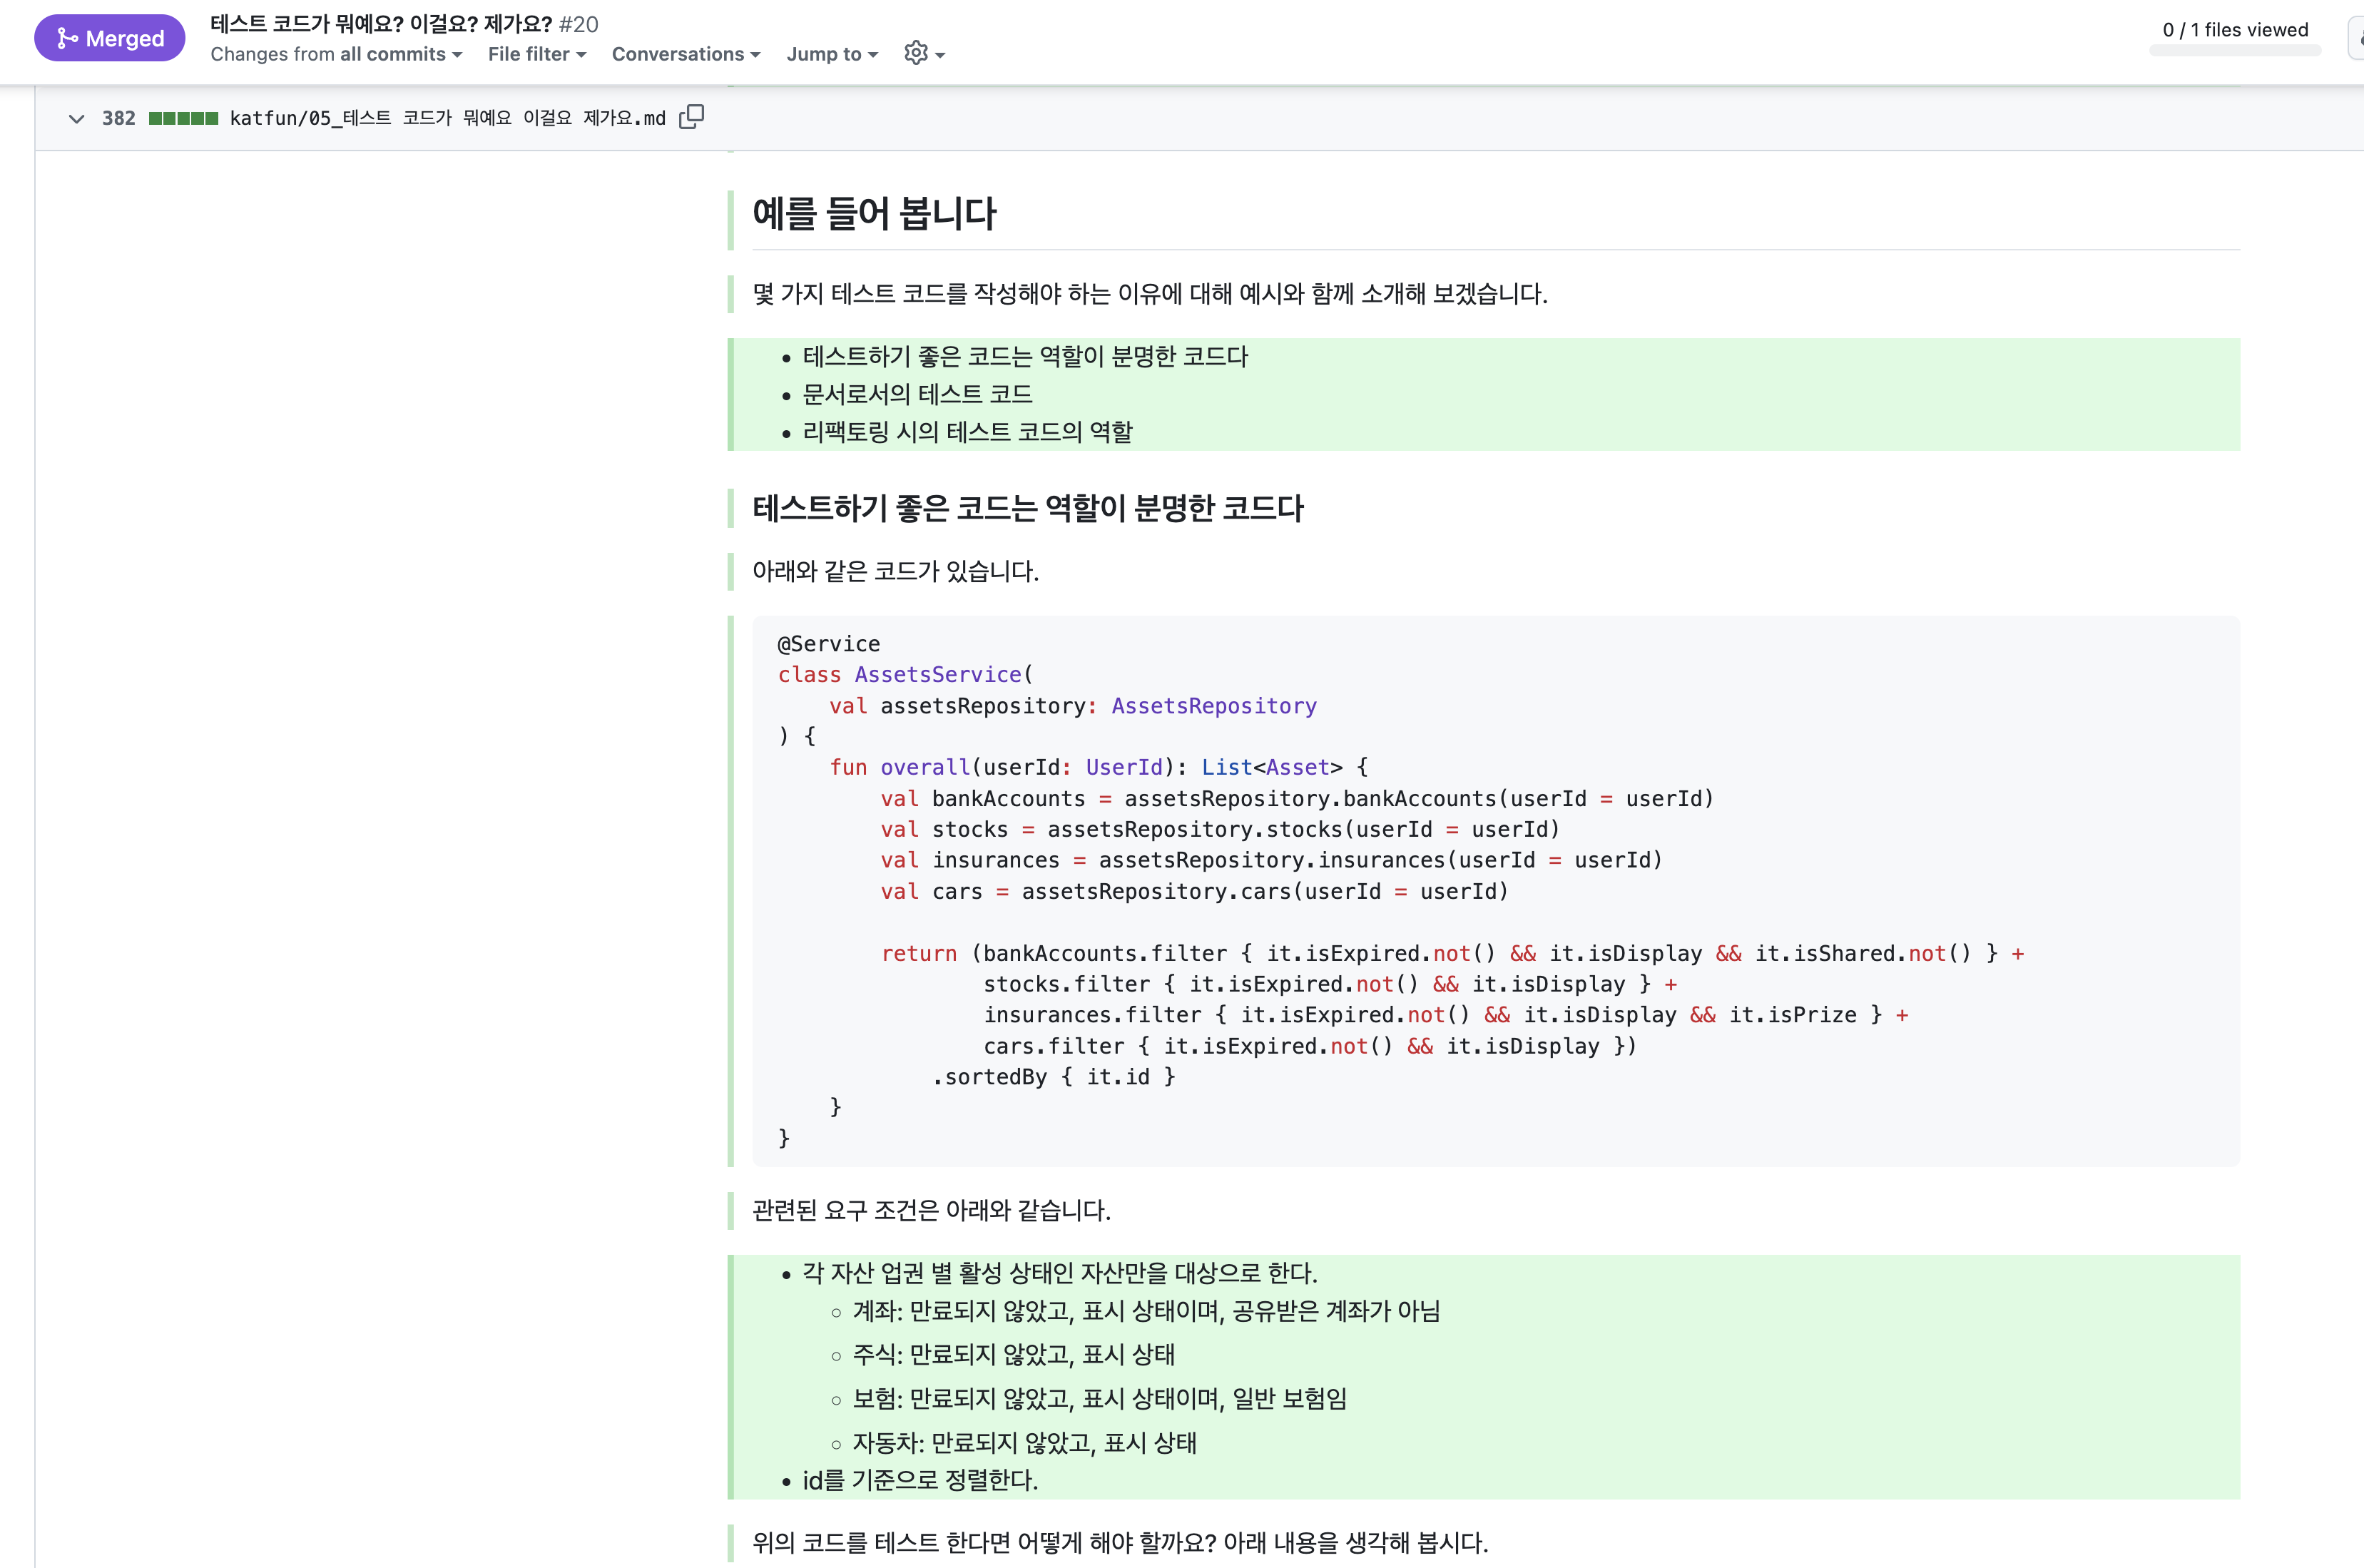 Merged
테스트 코드가 뭐예요? 이걸요? 제가요? #20
Changes from all commits
File filter
Conversations
Jump to
0 / 1 files viewed
382
katfun/05_테스트 코드가 뭐예요 이걸요 제가요.md
예를 들어 봅니다
몇 가지 테스트 코드를 작성해야 하는 이유에 대해 예시와 함께 소개해 보겠습니다.
• 테스트하기 좋은 코드는 역할이 분명한 코드다
• 문서로서의 테스트 코드
• 리팩토링 시의 테스트 코드의 역할
테스트하기 좋은 코드는 역할이 분명한 코드다
아래와 같은 코드가 있습니다.
@Service
class AssetsService(
    val assetsRepository: AssetsRepository
) {
    fun overall(userId: UserId): List<Asset> {
        val bankAccounts = assetsRepository.bankAccounts(userId = userId)
        val stocks = assetsRepository.stocks(userId = userId)
        val insurances = assetsRepository.insurances(userId = userId)
        val cars = assetsRepository.cars(userId = userId)
        return (bankAccounts.filter { it.isExpired.not() && it.isDisplay && it.isShared.not() } +
                stocks.filter { it.isExpired.not() && it.isDisplay } +
                insurances.filter { it.isExpired.not() && it.isDisplay && it.isPrize } +
                cars.filter { it.isExpired.not() && it.isDisplay })
            .sortedBy { it.id }
    }
}
관련된 요구 조건은 아래와 같습니다.
• 각 자산 업권 별 활성 상태인 자산만을 대상으로 한다.
◦ 계좌: 만료되지 않았고, 표시 상태이며, 공유받은 계좌가 아님
◦ 주식: 만료되지 않았고, 표시 상태
◦ 보험: 만료되지 않았고, 표시 상태이며, 일반 보험임
◦ 자동차: 만료되지 않았고, 표시 상태
• id를 기준으로 정렬한다.
위의 코드를 테스트 한다면 어떻게 해야 할까요? 아래 내용을 생각해 봅시다.